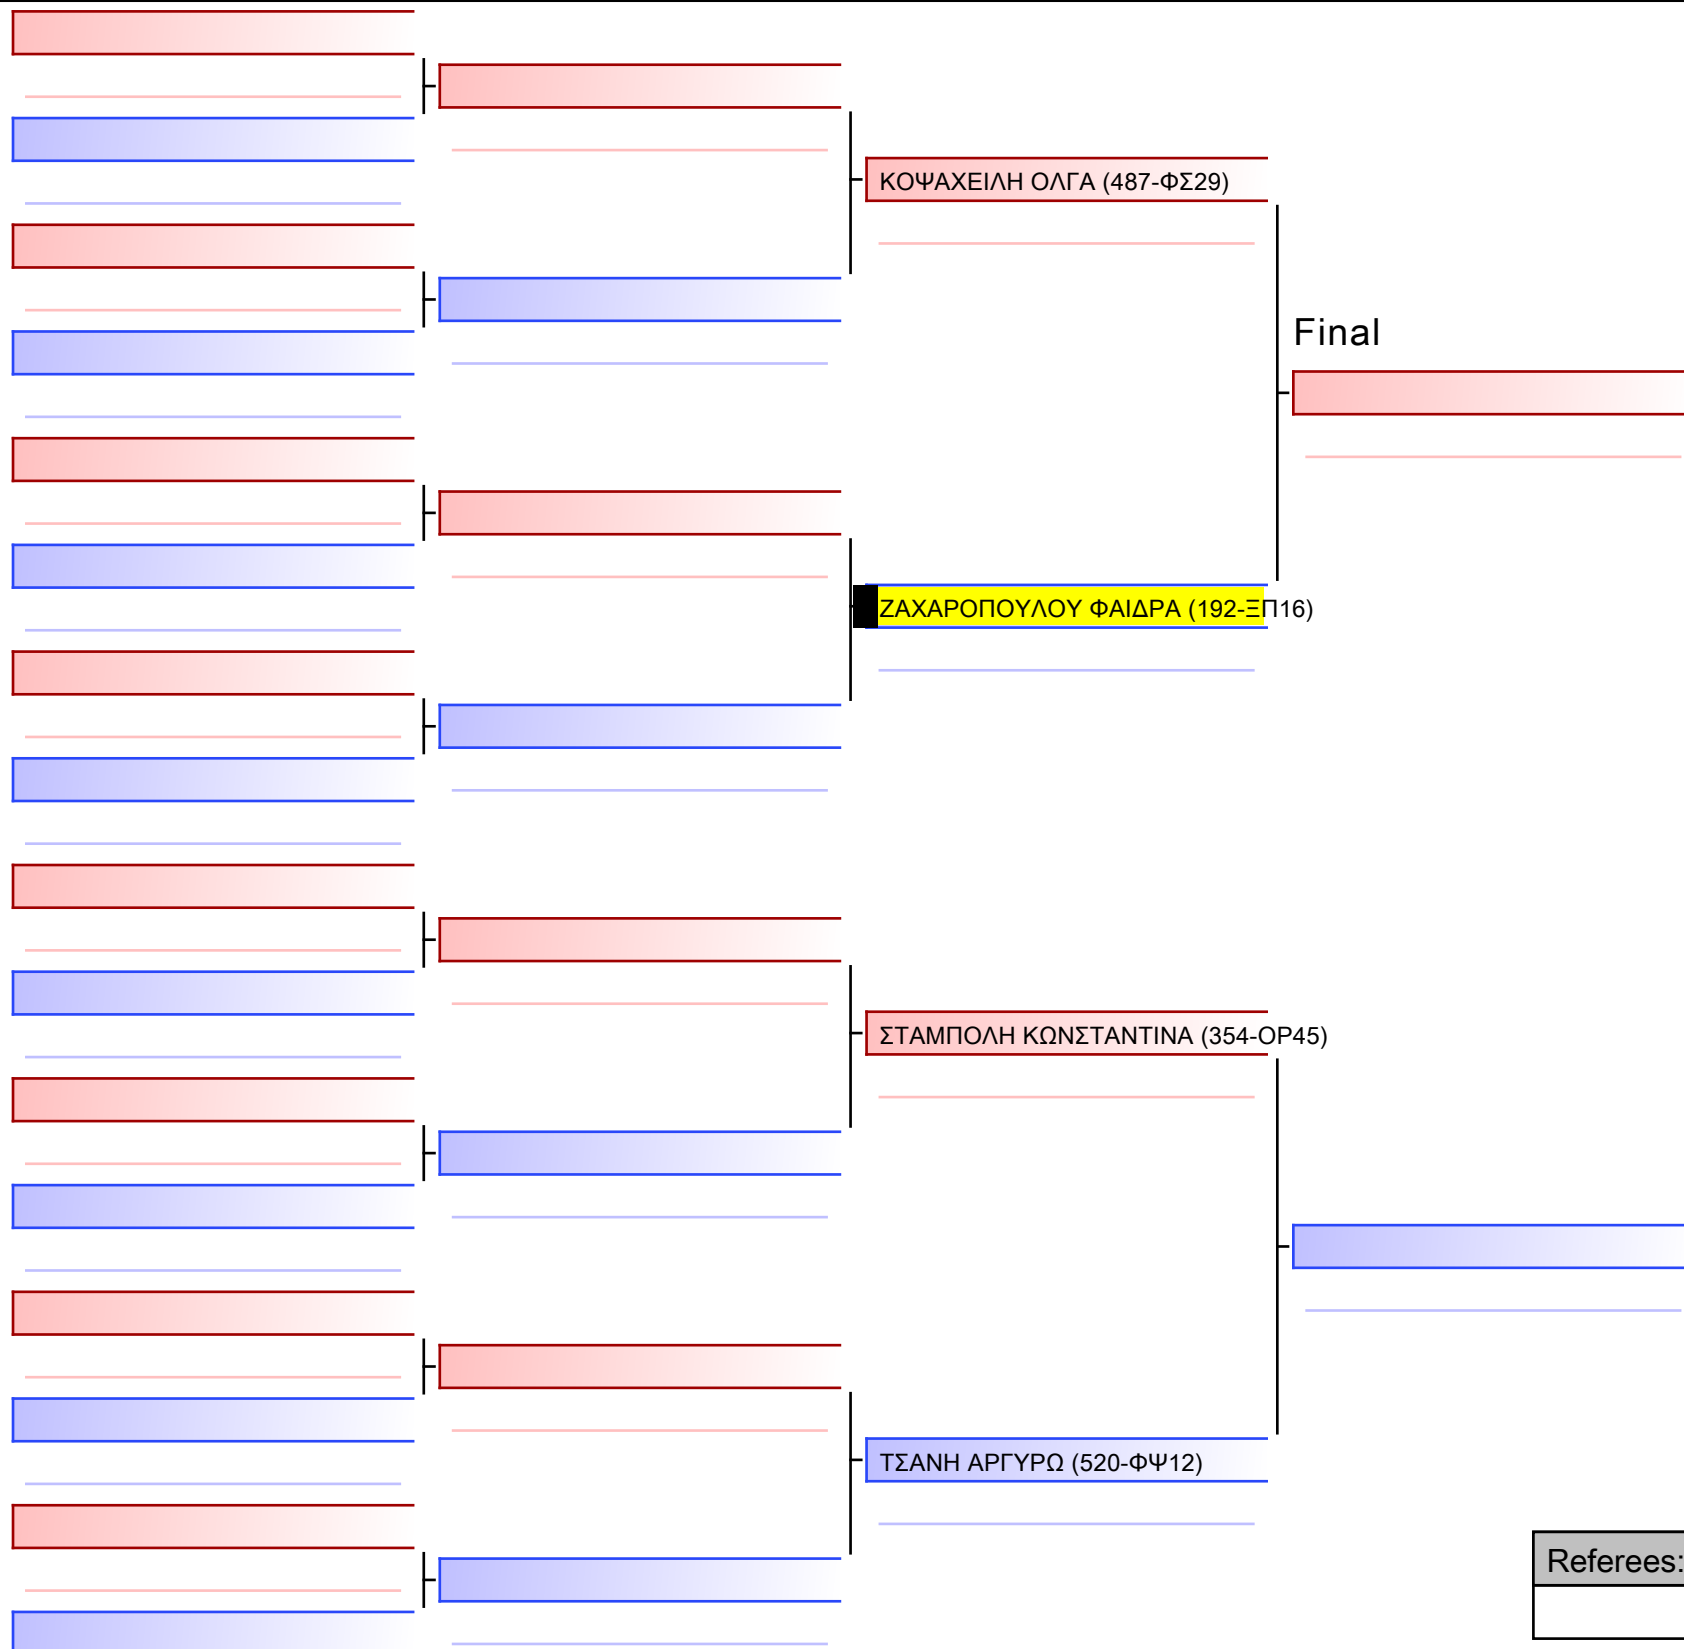 ΚΟΨΑΧΕΙΛΗ ΟΛΓΑ (487-ΦΣ29)
Final
ΖΑΧΑΡΟΠΟΥΛΟΥ ΦΑΙΔΡΑ (192-ΞΠ16)
ΣΤΑΜΠΟΛΗ ΚΩΝΣΤΑΝΤΙΝΑ (354-ΟΡ45)
ΤΣΑΝΗ ΑΡΓΥΡΩ (520-ΦΨ12)
Referees: